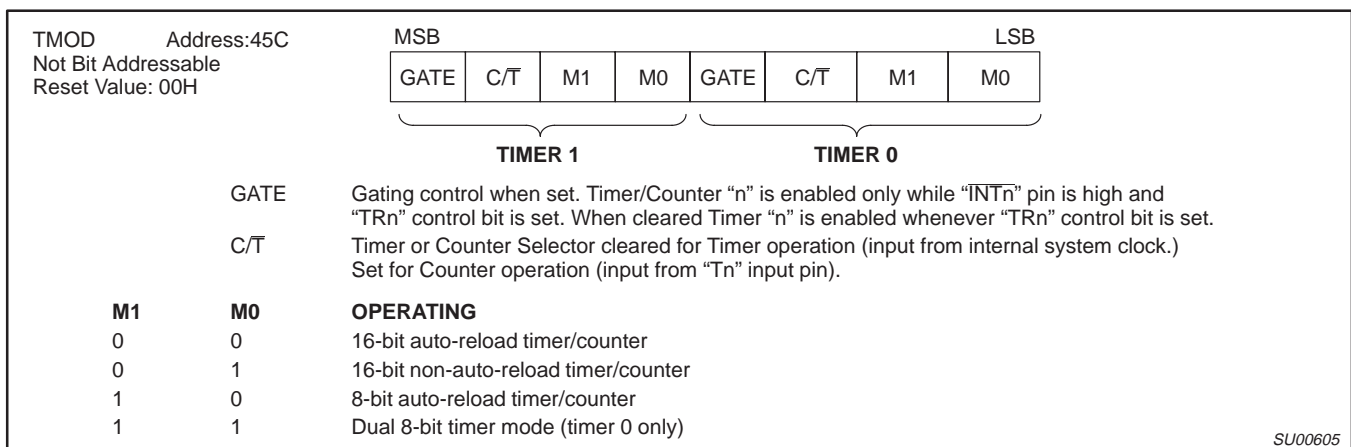 TMOD Address:45C MSB LSB
Not Bit Addressable
Reset Value: 00H
GATE C/T̅ M1 M0 GATE C/T̅ M1 M0
TIMER 1 TIMER 0
GATE Gating control when set. Timer/Counter “n” is enabled only while “I̅N̅T̅n̅” pin is high and
“TRn” control bit is set. When cleared Timer “n” is enabled whenever “TRn” control bit is set.
C/T̅ Timer or Counter Selector cleared for Timer operation (input from internal system clock.)
Set for Counter operation (input from “Tn” input pin).
M1 M0 OPERATING
0 0 16-bit auto-reload timer/counter
0 1 16-bit non-auto-reload timer/counter
1 0 8-bit auto-reload timer/counter
1 1 Dual 8-bit timer mode (timer 0 only)
SU00605